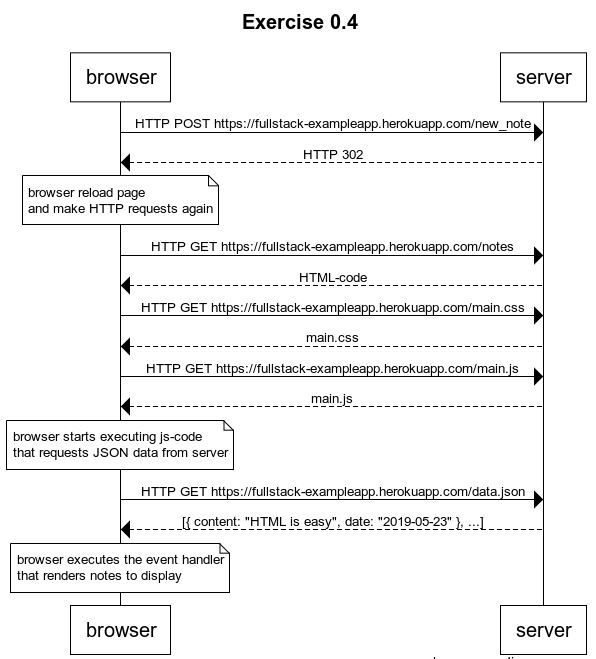 Exercise 0.4
browser
server
HTTP POST https://fullstack-exampleapp.herokuapp.com/new_note
HTTP 302
browser reload page
and make HTTP requests again
HTTP GET https://fullstack-exampleapp.herokuapp.com/notes
HTML-code
HTTP GET https://fullstack-exampleapp.herokuapp.com/main.css
main.css
HTTP GET https://fullstack-exampleapp.herokuapp.com/main.js
main.js
browser starts executing js-code
that requests JSON data from server
HTTP GET https://fullstack-exampleapp.herokuapp.com/data.json
[{ content: "HTML is easy", date: "2019-05-23" }, ...]
browser executes the event handler
that renders notes to display
browser
server